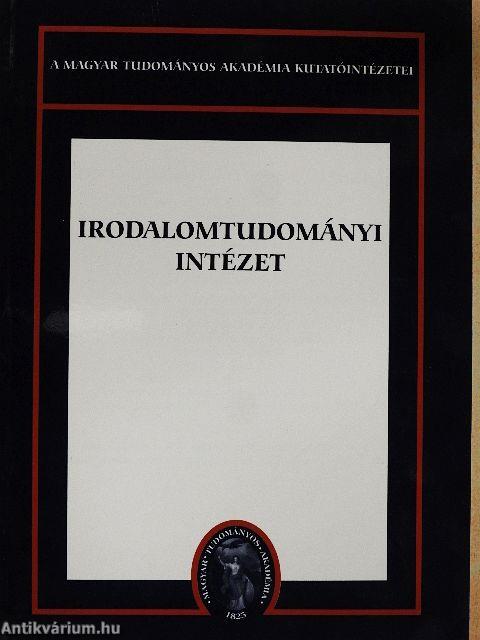 A MAGYAR TUDOMÁNYOS AKADÉMIA KUTATÓINTÉZETEI
IRODALOMTUDOMÁNYI
INTÉZET
MAGYAR · TUDOMÁNYOS · AKADÉMIA
1825
Antikvárium.hu